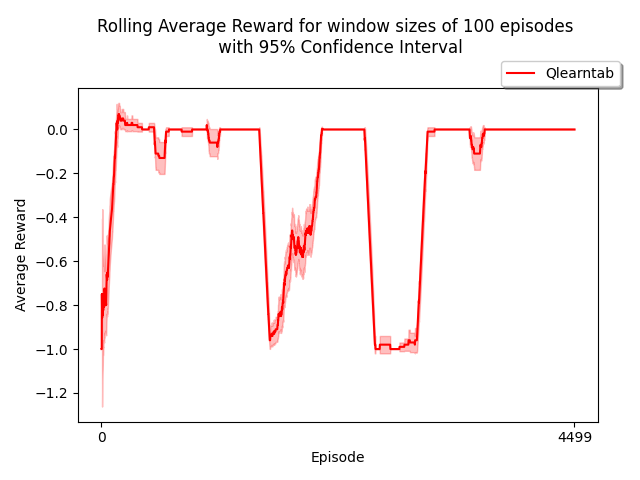 Rolling Average Reward for window sizes of 100 episodes
with 95% Confidence Interval
Qlearntab
0.0
−0.2
−0.4
−0.6
−0.8
−1.0
−1.2
Average Reward
0
4499
Episode